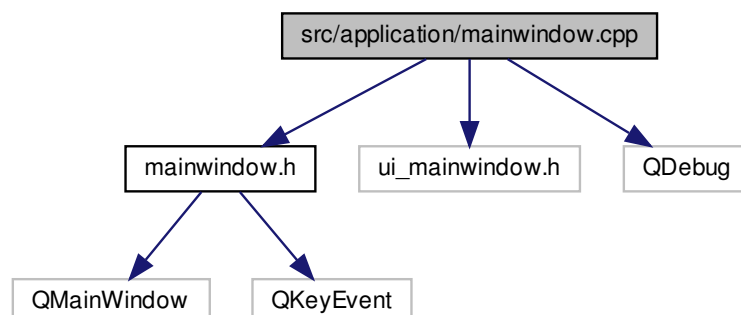 src/application/mainwindow.cpp
mainwindow.h
ui_mainwindow.h
QDebug
QMainWindow
QKeyEvent